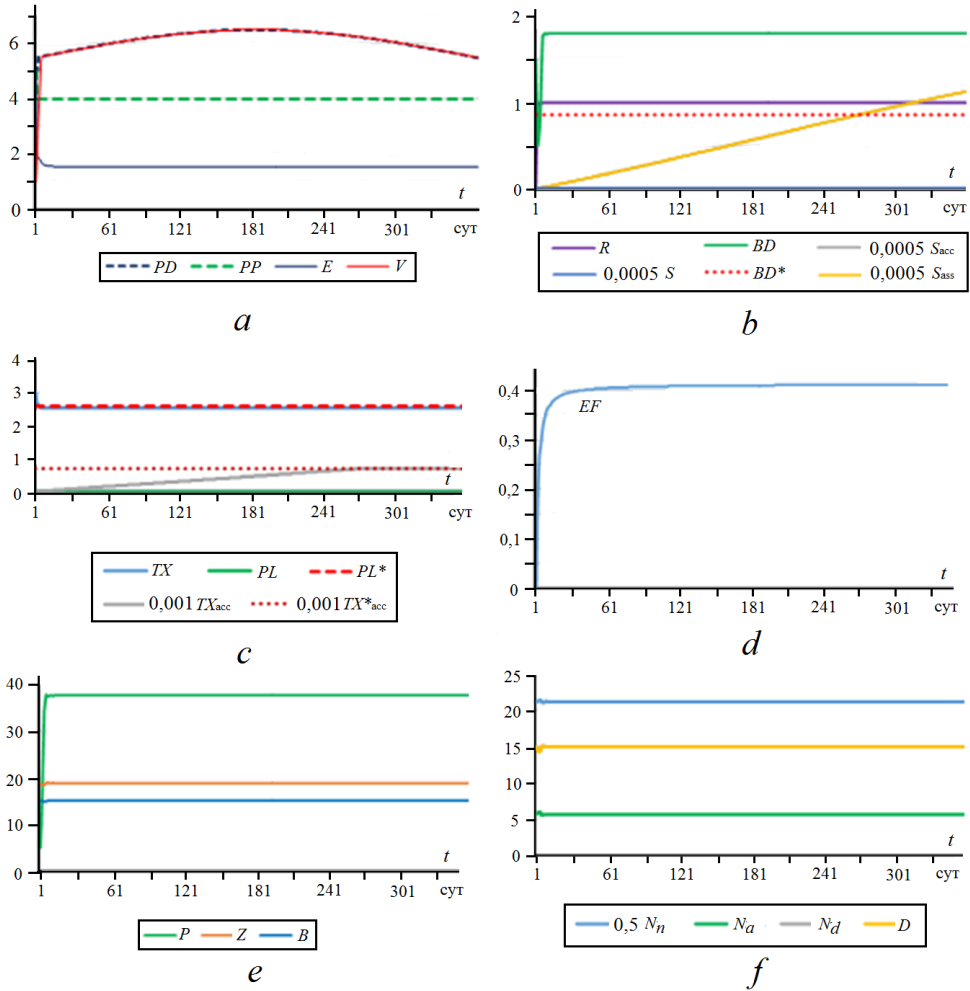 6
4
2
0
t
1 61 121 181 241 301 сут
PD PP E V
a
2
1
0
t
1 61 121 181 241 301 сут
R BD 0,0005 Sacc
0,0005 S BD* 0,0005 Sass
b
4
3
2
1
0
t
1 61 121 181 241 301 сут
TX PL PL*
0,001 TXacc 0,001 TX*acc
c
0,4
0,3
0,2
0,1
0
EF
t
1 61 121 181 241 301 сут
d
40
30
20
10
0
t
1 61 121 181 241 301 сут
P Z B
e
25
20
15
10
5
0
t
1 61 121 181 241 301 сут
0,5 Nn Na Nd D
f